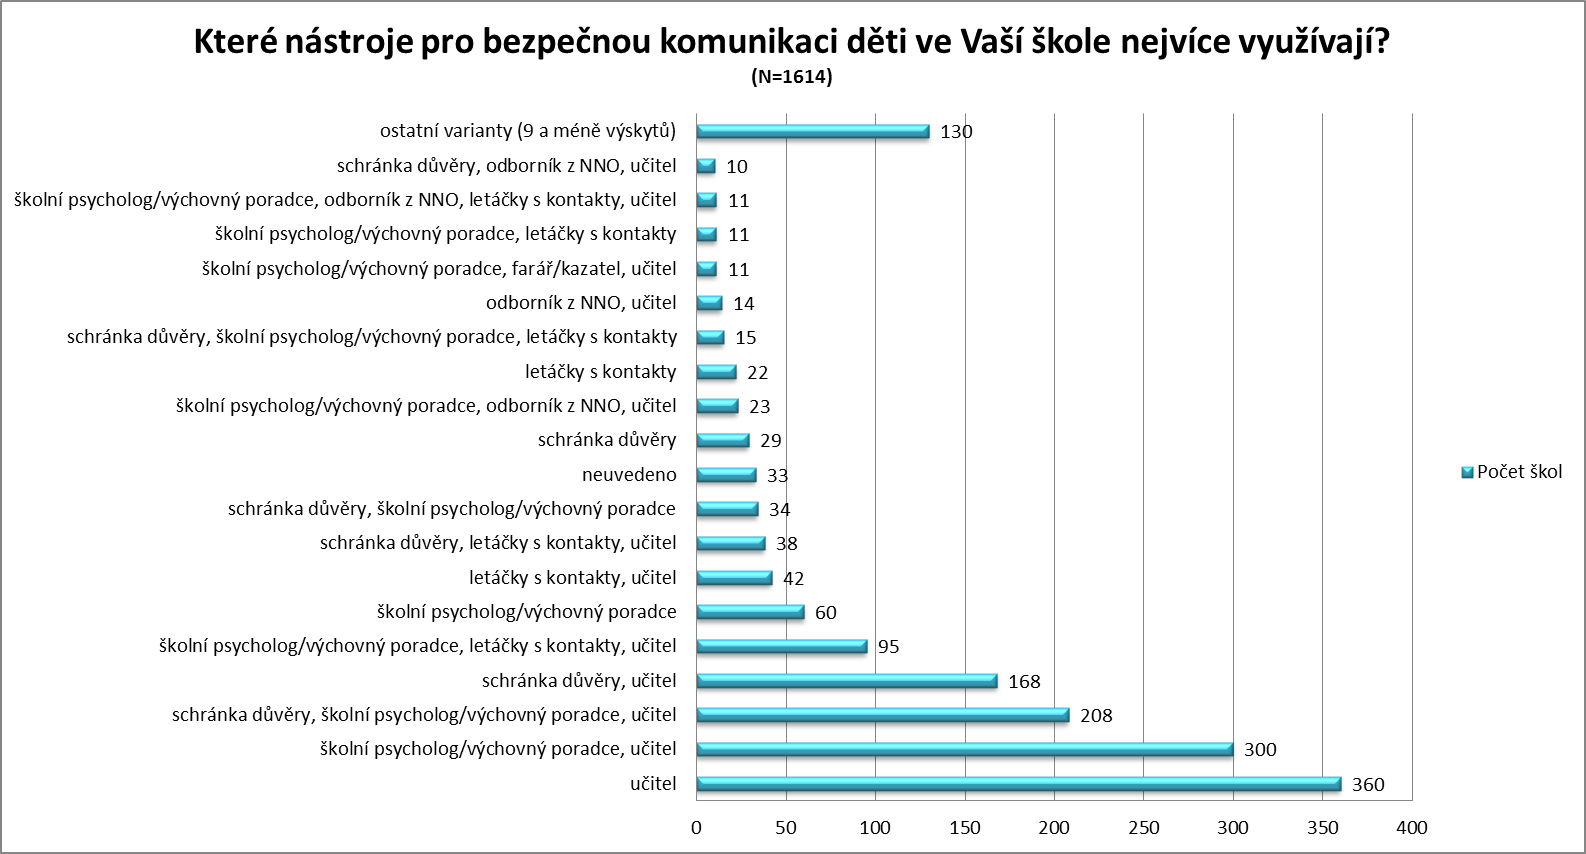 Které nástroje pro bezpečnou komunikaci děti ve Vaší škole nejvíce využívají?
(N=1614)
ostatní varianty (9 a méně výskytů) 130
schránka důvěry, odborník z NNO, učitel 10
školní psycholog/výchovný poradce, odborník z NNO, letáčky s kontakty, učitel 11
školní psycholog/výchovný poradce, letáčky s kontakty 11
školní psycholog/výchovný poradce, farář/kazatel, učitel 11
odborník z NNO, učitel 14
schránka důvěry, školní psycholog/výchovný poradce, letáčky s kontakty 15
letáčky s kontakty 22
školní psycholog/výchovný poradce, odborník z NNO, učitel 23
schránka důvěry 29
neuvedeno 33
schránka důvěry, školní psycholog/výchovný poradce 34
schránka důvěry, letáčky s kontakty, učitel 38
letáčky s kontakty, učitel 42
školní psycholog/výchovný poradce 60
školní psycholog/výchovný poradce, letáčky s kontakty, učitel 95
schránka důvěry, učitel 168
schránka důvěry, školní psycholog/výchovný poradce, učitel 208
školní psycholog/výchovný poradce, učitel 300
učitel 360
0 50 100 150 200 250 300 350 400
Počet škol